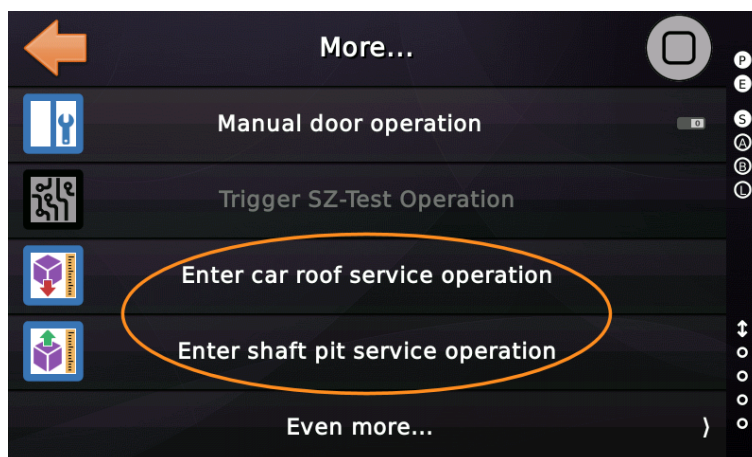 More...
P
E
Manual door operation
0
S
A
B
L
Trigger SZ-Test Operation
Enter car roof service operation
Enter shaft pit service operation
Even more...